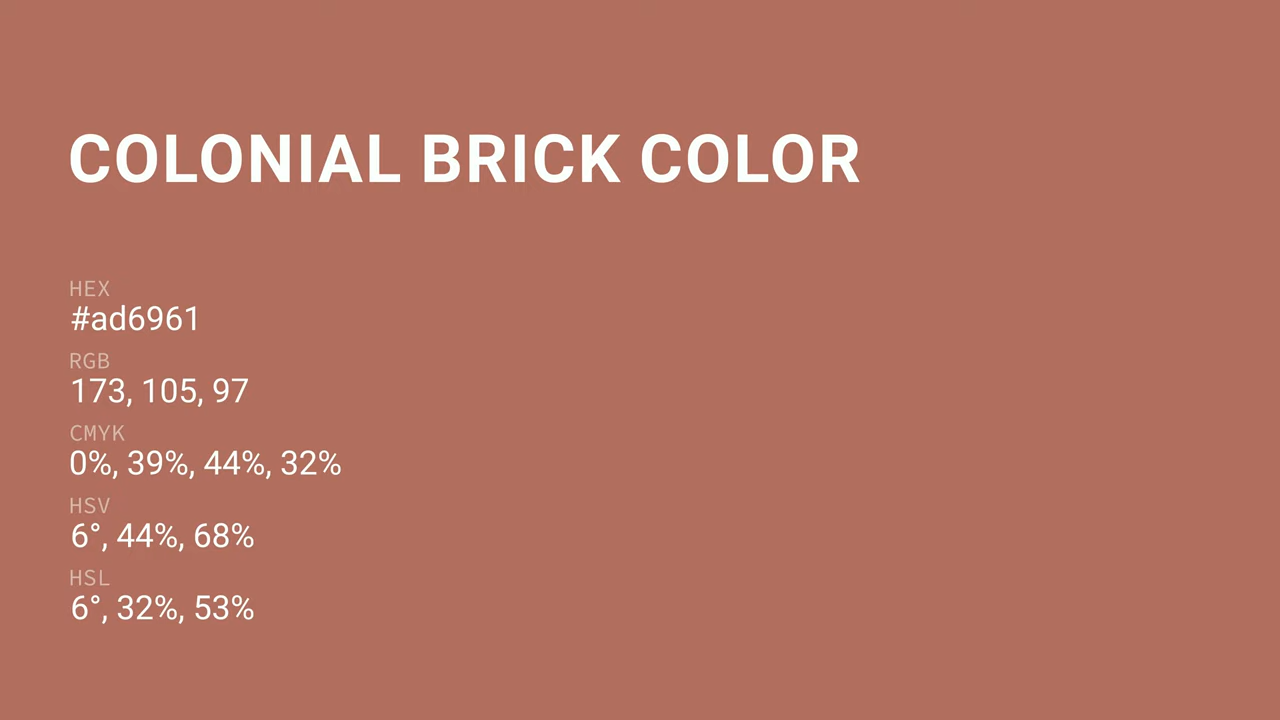 COLONIAL BRICK COLOR
HEX
#ad6961
RGB
173, 105, 97
CMYK
0%, 39%, 44%, 32%
HSV
6°, 44%, 68%
HSL
6°, 32%, 53%